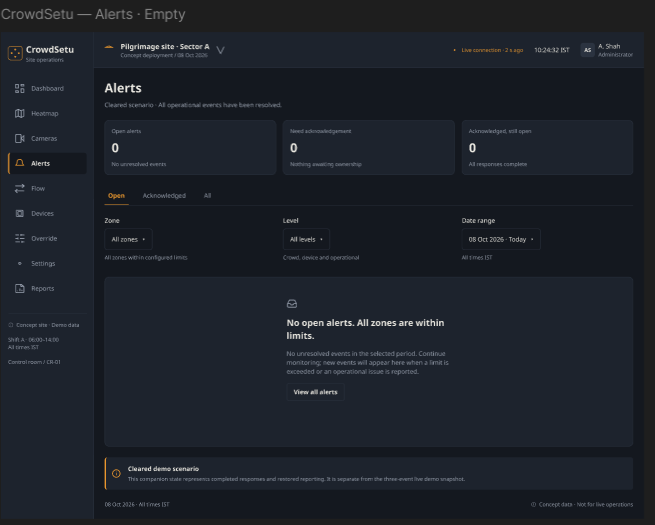 CrowdSetu — Alerts · Empty
CrowdSetu
Site operations
Pilgrimage site · Sector A
Concept deployment / 08 Oct 2026
Live connection · 2 s ago
10:24:32 IST
AS
A. Shah
Administrator
Dashboard
Heatmap
Cameras
Alerts
Flow
Devices
Override
Settings
Reports
Concept site · Demo data
Shift A · 06:00–14:00
All times IST
Control room / CR-01
Alerts
Cleared scenario · All operational events have been resolved.
Open alerts
0
No unresolved events
Need acknowledgement
0
Nothing awaiting ownership
Acknowledged, still open
0
All responses complete
Open
Acknowledged
All
Zone
All zones
All zones within configured limits
Level
All levels
Crowd, device and operational
Date range
08 Oct 2026 · Today
All times IST
No open alerts. All zones are within
limits.
No unresolved events in the selected period. Continue
monitoring; new events will appear here when a limit is
exceeded or an operational issue is reported.
View all alerts
Cleared demo scenario
This companion state represents completed responses and restored reporting. It is separate from the three-event live demo snapshot.
08 Oct 2026 · All times IST
Concept data · Not for live operations